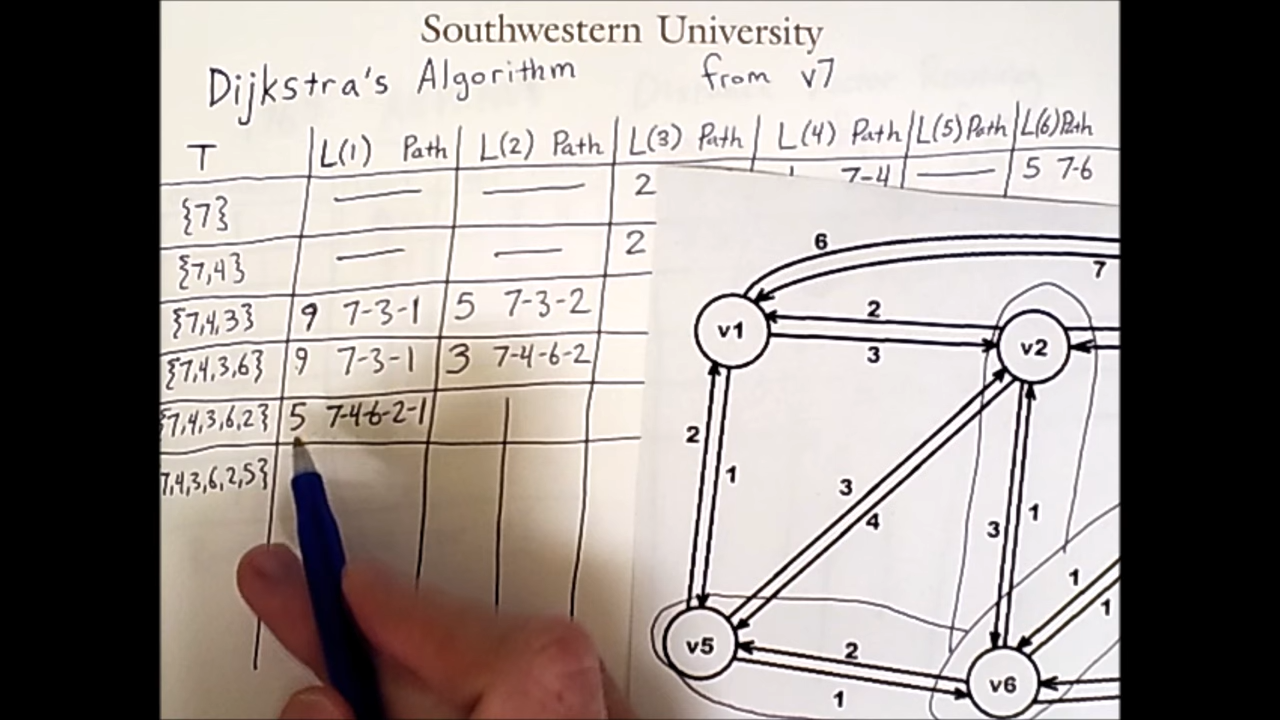 Southwestern University
Dijkstra's Algorithm from v7
T L(1) Path L(2) Path L(3) Path L(4) Path L(5) Path L(6) Path
{7} 2 7-4 5 7-6
{7,4} 2
{7,4,3} 9 7-3-1 5 7-3-2
{7,4,3,6} 9 7-3-1 3 7-4-6-2
{7,4,3,6,2} 5 7-4-6-2-1
7,4,3,6,2,5}
6
7
v1
2
3
v2
2
1
3
4
3
1
1
1
v5
2
1
v6